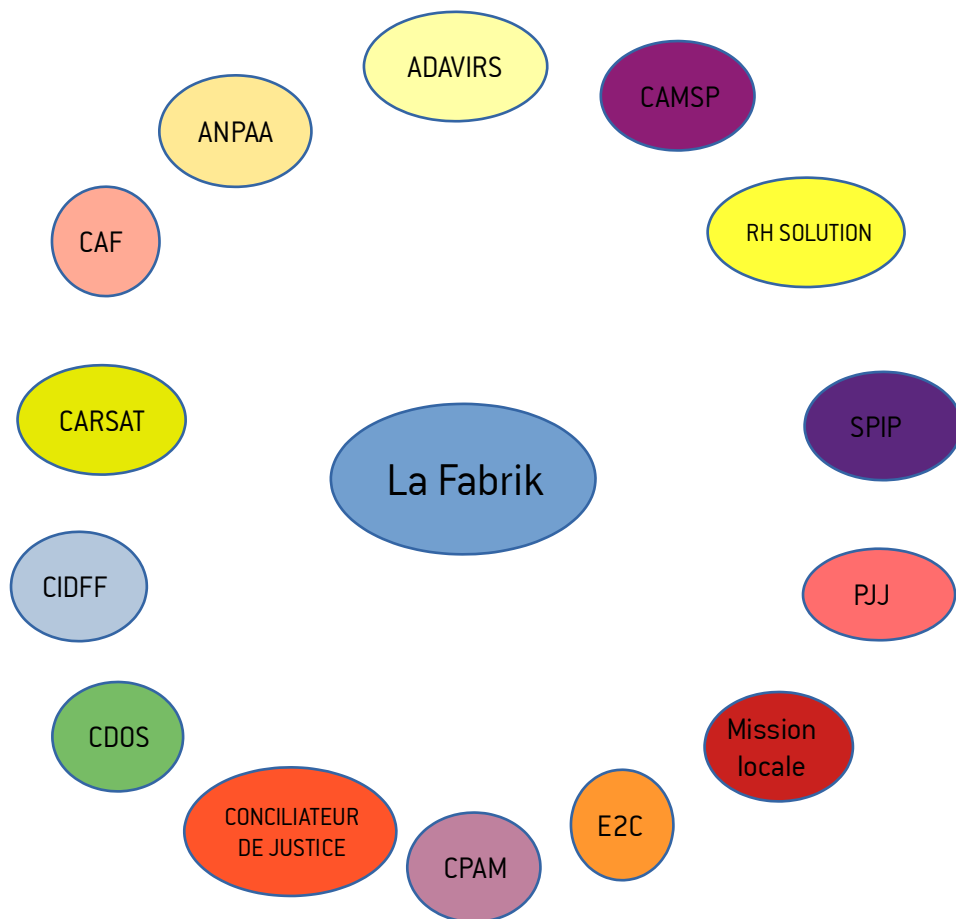 ADAVIRS
CAMSP
ANPAA
RH SOLUTION
CAF
CARSAT
SPIP
La Fabrik
CIDFF
PJJ
Mission
locale
CDOS
CONCILIATEUR
DE JUSTICE
E2C
CPAM